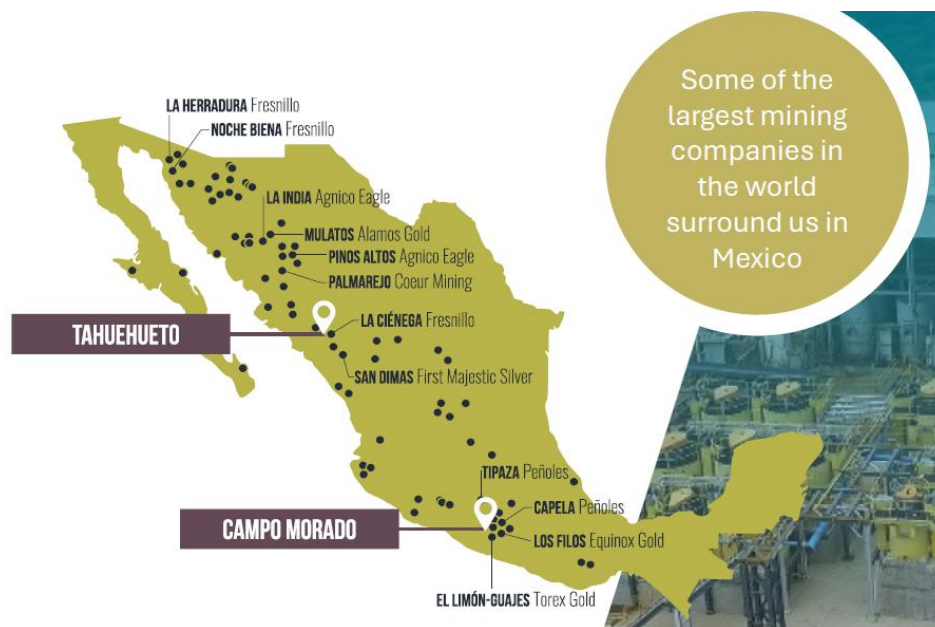 Some of the
largest mining
companies in
the world
surround us in
Mexico
LA HERRADURA Fresnillo
NOCHE BIENA Fresnillo
LA INDIA Agnico Eagle
MULATOS Alamos Gold
PINOS ALTOS Agnico Eagle
PALMAREJO Coeur Mining
TAHUEHUETO
LA CIÉNEGA Fresnillo
SAN DIMAS First Majestic Silver
TIPAZA Peñoles
CAMPO MORADO
CAPELA Peñoles
LOS FILOS Equinox Gold
EL LIMÓN-GUAJES Torex Gold